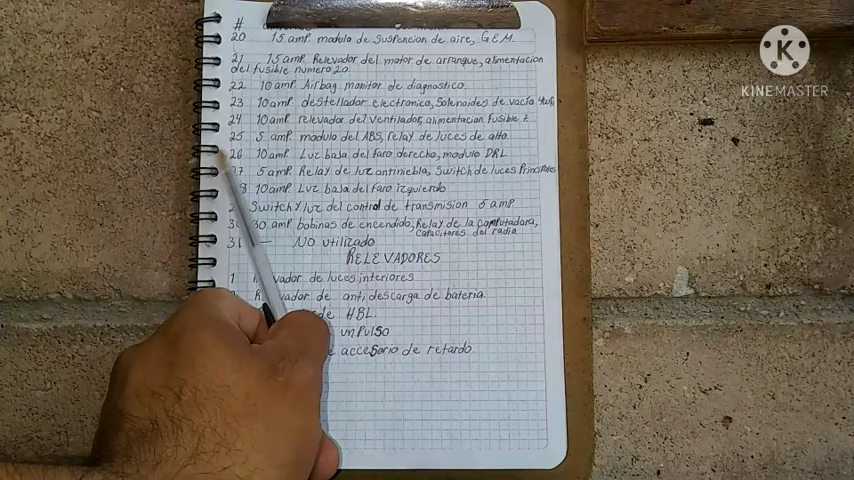 #
20 15 amp. modulo de suspencion de aire, G.E.M.
21 15 amp. Relevador del motor de arranque, alimentacion
del fusible numero 20.
22 10 amp. Airbag monitor de diagnostico
23 10 amp. destellador electronico, Solenoides de vacio
24 10 amp. relevador del ventilador, alimentacion fusible 7
25 5 amp. modulo del ABS, relay de luces de alto
26 10 amp. Luz baja del faro derecho, modulo DRL
27 5 amp. Relay de luz antiniebla, Switch de luces Principales
8 10 amp Luz baja del faro izquierdo
2 Switch y luz del control de transmision 5 amp
30 30 amp bobinas de encendido, Relay de la computadora,
capacitores del radio
31 — NO utilizado
RELEVADORES
1 vador de luces interiores
Re vador de anti descarga de bateria
de HBL
un pulso
accesorio de retardo
KINEMASTER